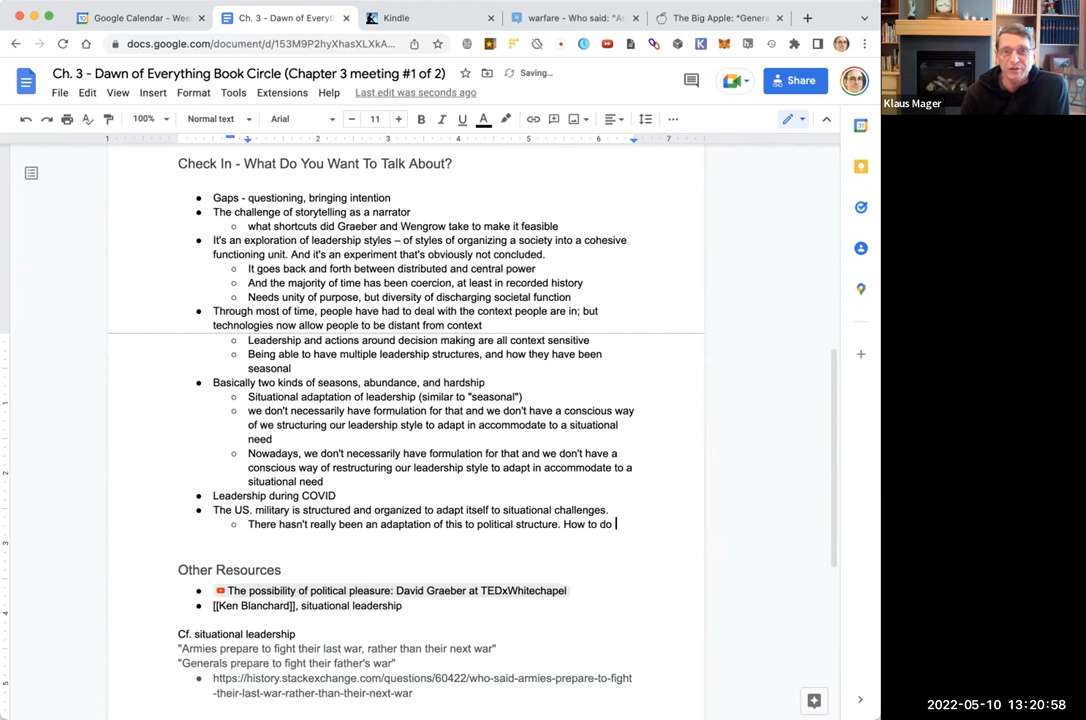 Google Calendar - Wee
Ch. 3 - Dawn of Everyth
Kindle
warfare - Who said: "A
The Big Apple: "Genera
docs.google.com/document/d/153M9P2hyXhasXLXkA...
Ch. 3 - Dawn of Everything Book Circle (Chapter 3 meeting #1 of 2)
Saving...
Share
File Edit View Insert Format Tools Extensions Help Last edit was seconds ago
100% Normal text Arial 11
Klaus Mager
1 1 2 3 4 5 6 7
Check In - What Do You Want To Talk About?
Gaps - questioning, bringing intention
The challenge of storytelling as a narrator
what shortcuts did Graeber and Wengrow take to make it feasible
It's an exploration of leadership styles – of styles of organizing a society into a cohesive
functioning unit. And it's an experiment that's obviously not concluded.
It goes back and forth between distributed and central power
And the majority of time has been coercion, at least in recorded history
Needs unity of purpose, but diversity of discharging societal function
Through most of time, people have had to deal with the context people are in; but
technologies now allow people to be distant from context
Leadership and actions around decision making are all context sensitive
Being able to have multiple leadership structures, and how they have been
seasonal
Basically two kinds of seasons, abundance, and hardship
Situational adaptation of leadership (similar to "seasonal")
we don't necessarily have formulation for that and we don't have a conscious way
of we structuring our leadership style to adapt in accommodate to a situational
need
Nowadays, we don't necessarily have formulation for that and we don't have a
conscious way of restructuring our leadership style to adapt in accommodate to a
situational need
Leadership during COVID
The US. military is structured and organized to adapt itself to situational challenges.
There hasn't really been an adaptation of this to political structure. How to do
Other Resources
The possibility of political pleasure: David Graeber at TEDxWhitechapel
[[Ken Blanchard]], situational leadership
Cf. situational leadership
"Armies prepare to fight their last war, rather than their next war"
"Generals prepare to fight their father's war"
https://history.stackexchange.com/questions/60422/who-said-armies-prepare-to-fight
-their-last-war-rather-than-their-next-war
2022-05-10 13:20:58